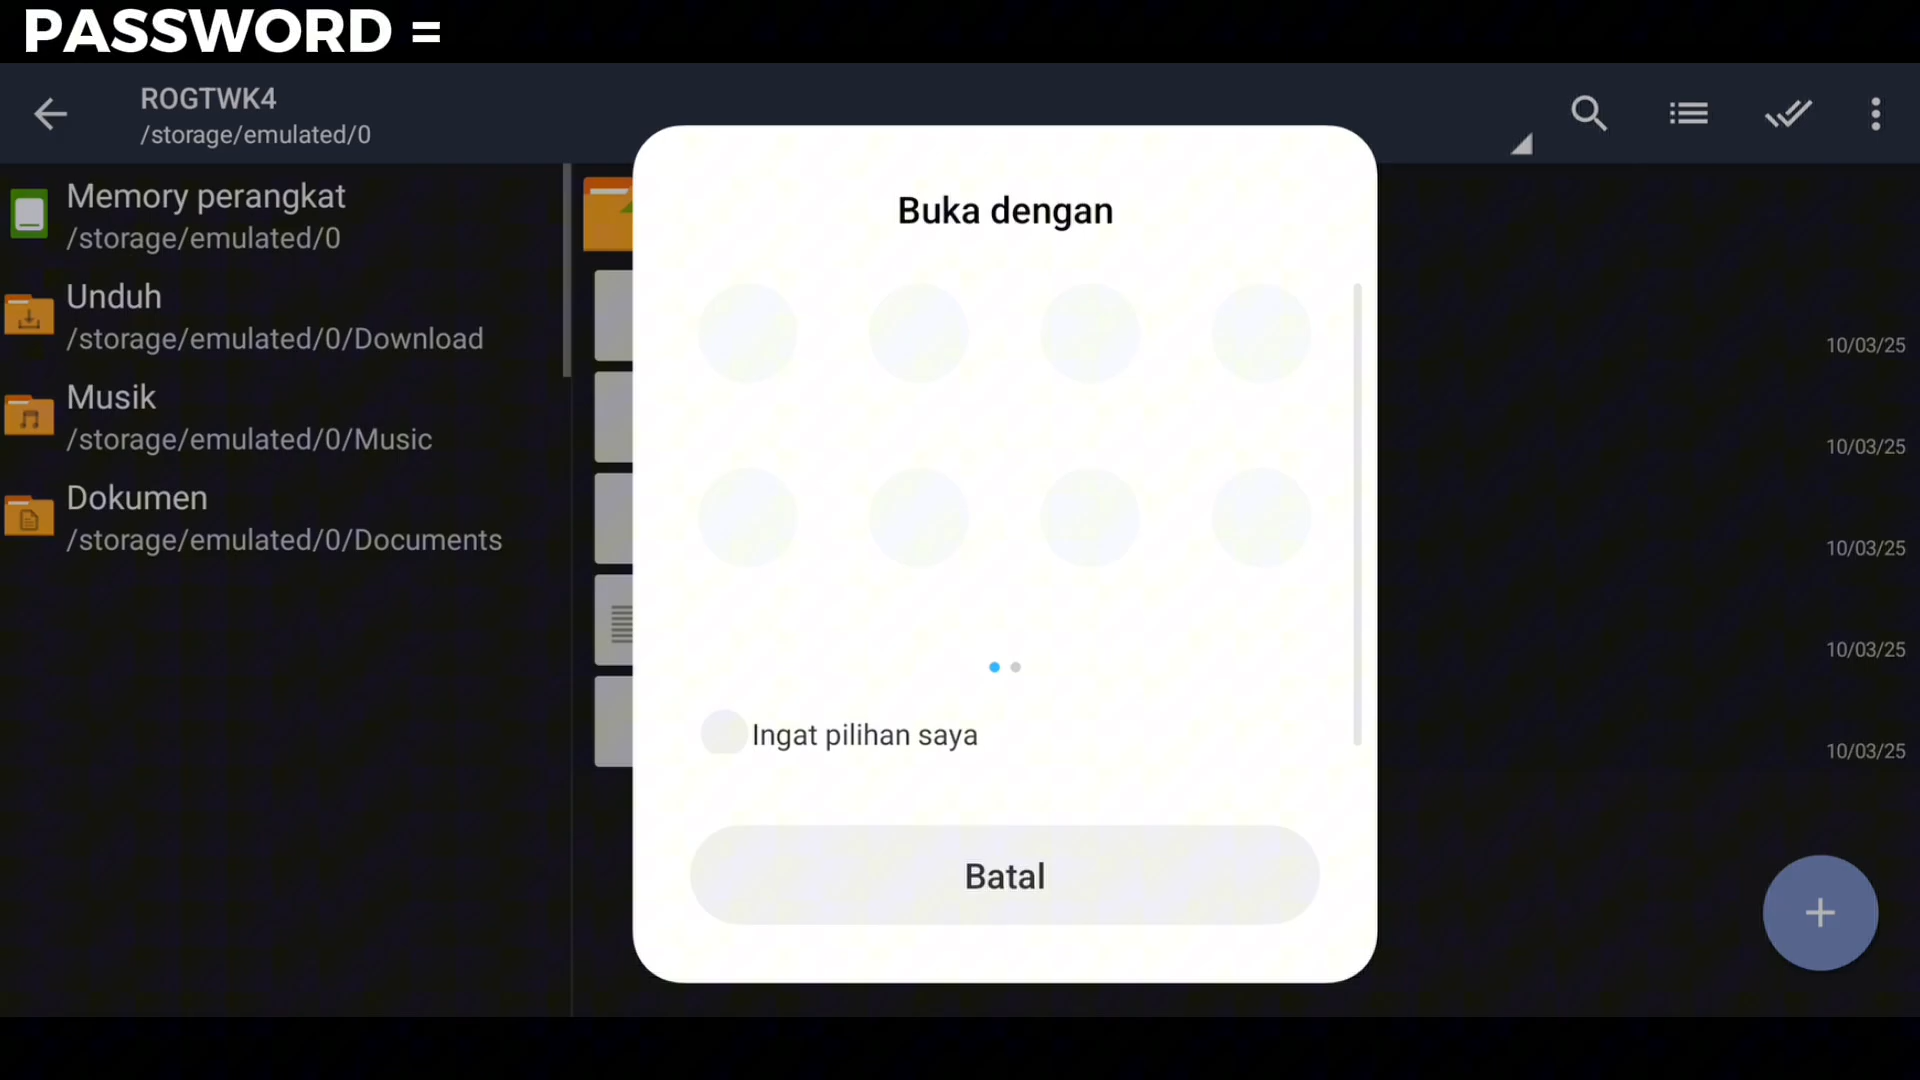 PASSWORD =
ROGTWK4
/storage/emulated/0
Memory perangkat
/storage/emulated/0
Unduh
/storage/emulated/0/Download
Musik
/storage/emulated/0/Music
Dokumen
/storage/emulated/0/Documents
Buka dengan
Ingat pilihan saya
Batal
10/03/25
10/03/25
10/03/25
10/03/25
10/03/25